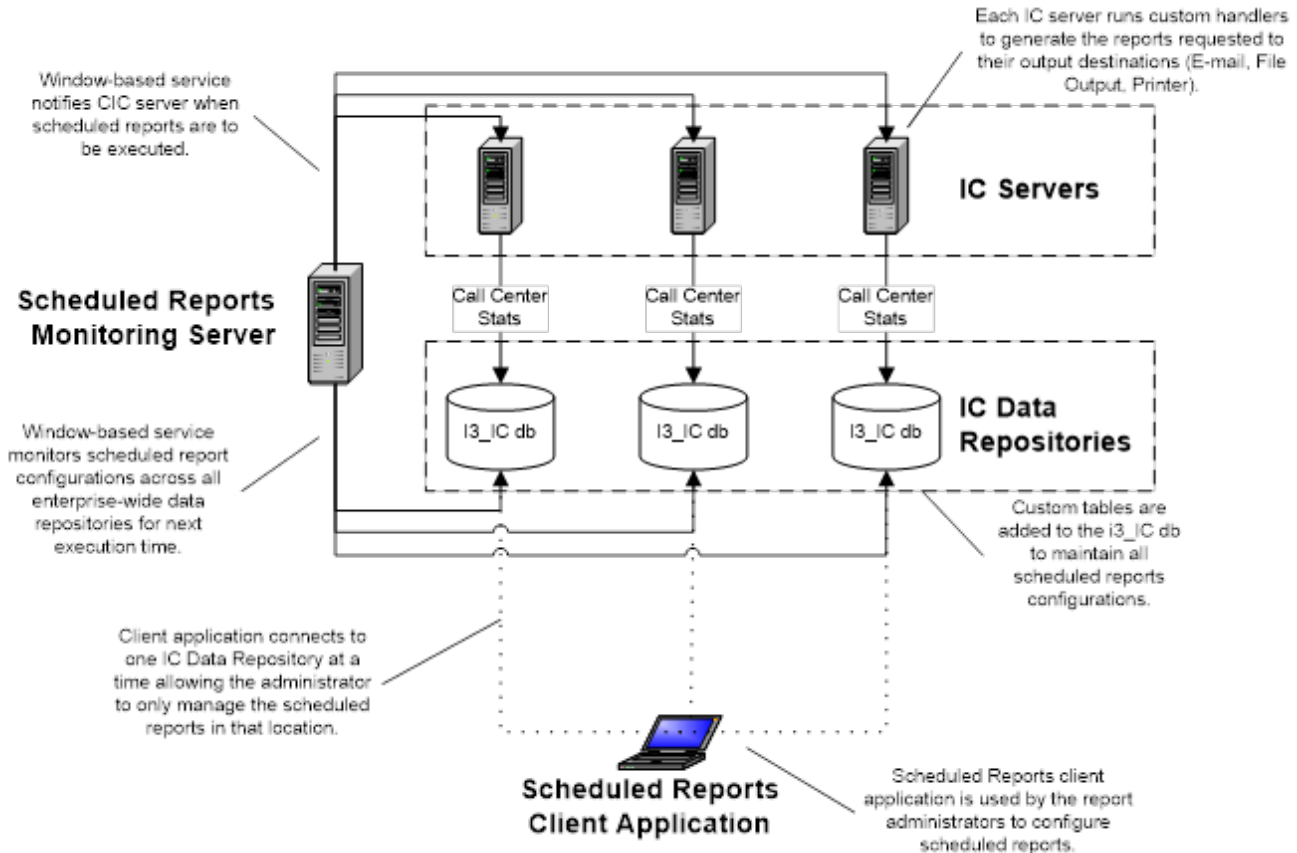 Each IC server runs custom handlers
to generate the reports requested to
their output destinations (E-mail, File
Output, Printer).
Window-based service
notifies CIC server when
scheduled reports are to
be executed.
IC Servers
Scheduled Reports
Monitoring Server
Call Center
Stats
Call Center
Stats
Call Center
Stats
I3_IC db
I3_IC db
I3_IC db
IC Data
Repositories
Window-based service
monitors scheduled report
configurations across all
enterprise-wide data
repositories for next
execution time.
Custom tables are
added to the i3_IC db
to maintain all
scheduled reports
configurations.
Client application connects to
one IC Data Repository at a
time allowing the administrator
to only manage the scheduled
reports in that location.
Scheduled Reports
Client Application
Scheduled Reports client
application is used by the report
administrators to configure
scheduled reports.